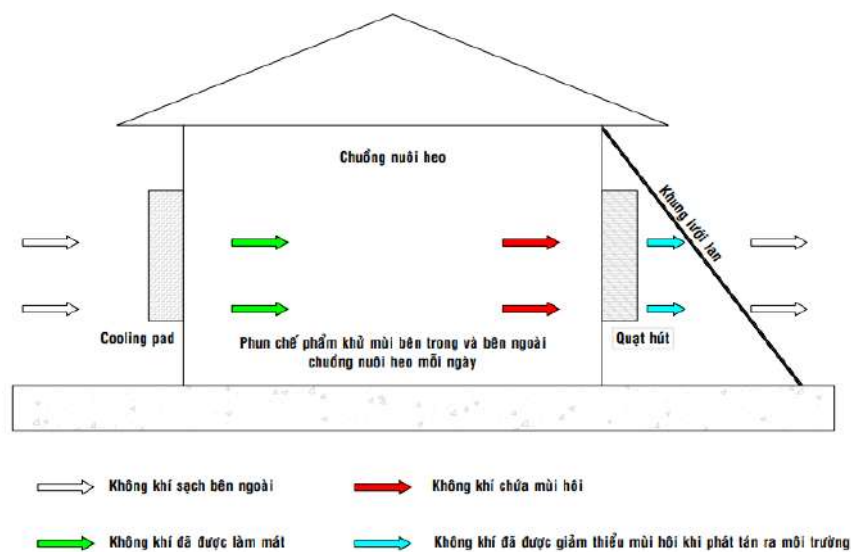 Chuồng nuôi heo
Khung lưới lan
Cooling pad
Phun chế phẩm khử mùi bên trong và bên ngoài
chuồng nuôi heo mỗi ngày
Quạt hút
Không khí sạch bên ngoài
Không khí chứa mùi hôi
Không khí đã được làm mát
Không khí đã được giảm thiểu mùi hôi khi phát tán ra môi trường